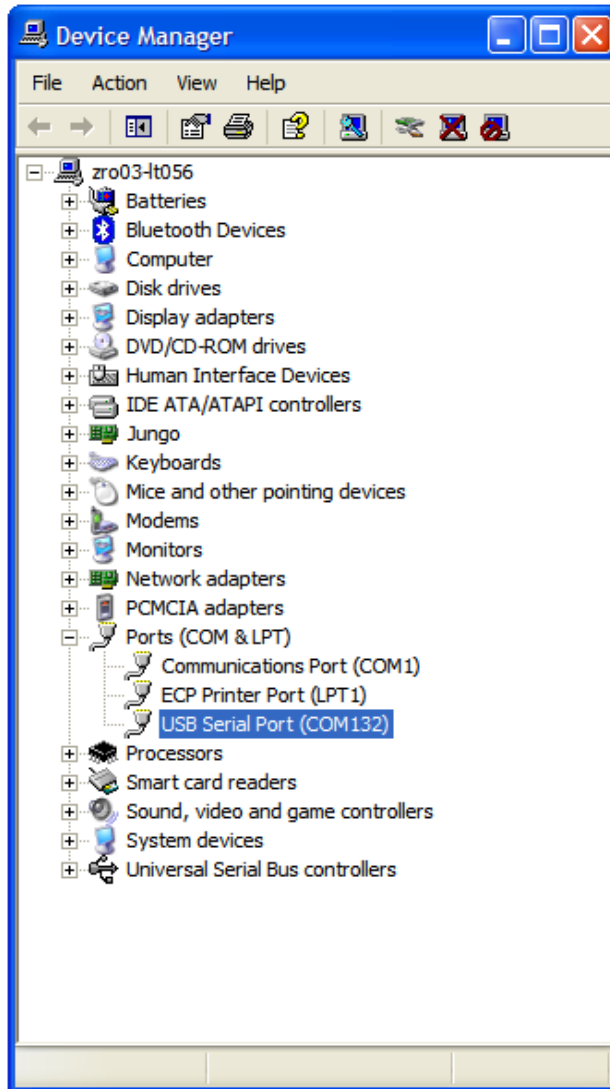 Device Manager
File Action View Help
zro03-lt056
Batteries
Bluetooth Devices
Computer
Disk drives
Display adapters
DVD/CD-ROM drives
Human Interface Devices
IDE ATA/ATAPI controllers
Jungo
Keyboards
Mice and other pointing devices
Modems
Monitors
Network adapters
PCMCIA adapters
Ports (COM & LPT)
Communications Port (COM1)
ECP Printer Port (LPT1)
USB Serial Port (COM132)
Processors
Smart card readers
Sound, video and game controllers
System devices
Universal Serial Bus controllers